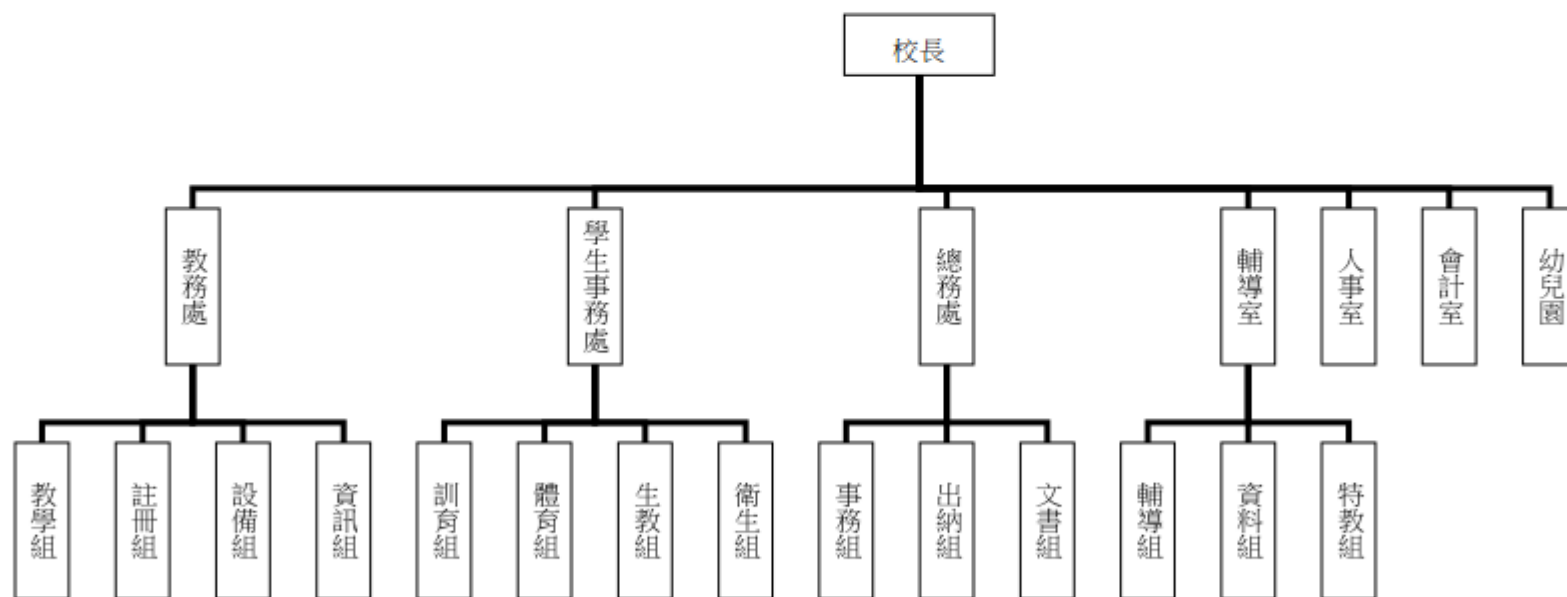 校長
教務處
學生事務處
總務處
輔導室
人事室
會計室
幼兒園
教學組
註冊組
設備組
資訊組
訓育組
體育組
生教組
衛生組
事務組
出納組
文書組
輔導組
資料組
特教組